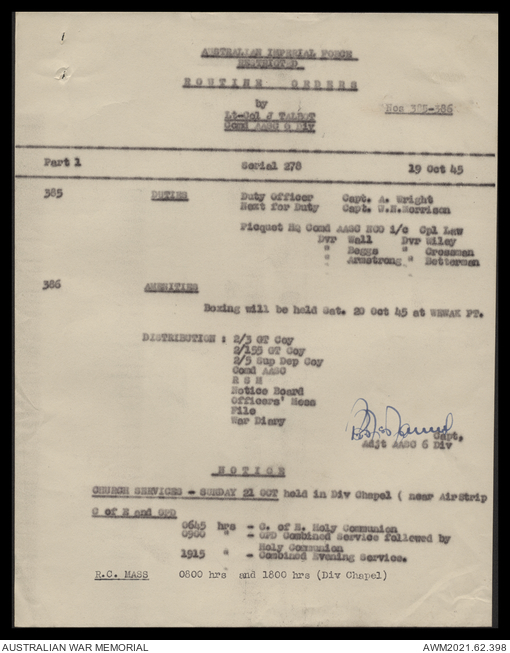 AUSTRALIAN IMPERIAL FORCE
RESTRICTED
ROUTINE ORDERS
by
Lt-Col J TALBOT
Comd AASC 6 Div
Nos 385-386
Part 1 Serial 278 19 Oct 45
385 DUTIES Duty Officer Capt. A. Wright
Next for Duty Capt. W.H.Morrison
Picquet HQ Comd AASC NCO i/c Cpl Law
Dvr Wall Dvr Wiley
" Beggs " Crossman
" Armstrong " Betterman
386 AMENITIES
Boxing will be held Sat. 20 Oct 45 at WEWAK PT.
DISTRIBUTION : 2/3 GT Coy
2/155 GT Coy
2/5 Sup Dep Coy
Comd AASC
R S M
Notice Board
Officers' Mess
File
War Diary
Capt,
Adjt AASC 6 Div
NOTICE
CHURCH SERVICES - SUNDAY 21 OCT held in Div Chapel ( near AirStrip
C of E and OPD
0645 hrs - C. of E. Holy Communion
0900 " - OPD Combined Service followed by
Holy Communion
1915 " - Combined Evening Service.
R.C. MASS 0800 hrs and 1800 hrs (Div Chapel)
AUSTRALIAN WAR MEMORIAL
AWM2021.62.398